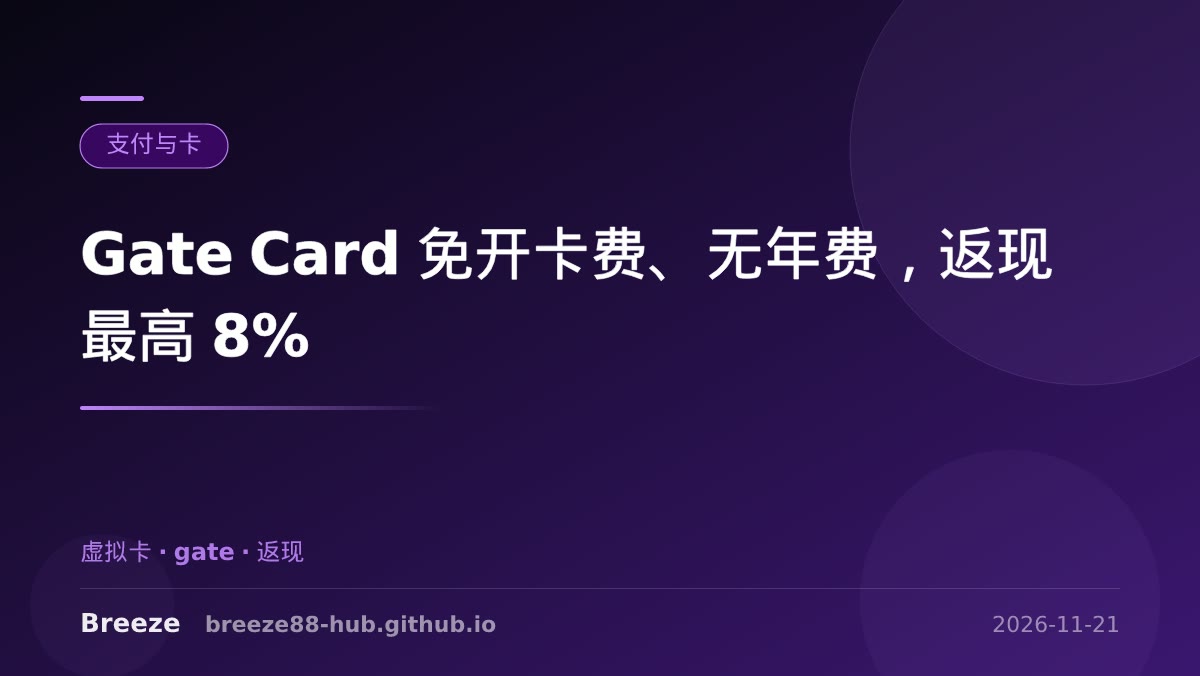 支付与卡
Gate Card 免开卡费、无年费，返现
最高 8%
虚拟卡 · gate · 返现
Breeze breeze88-hub.github.io 2026-11-21